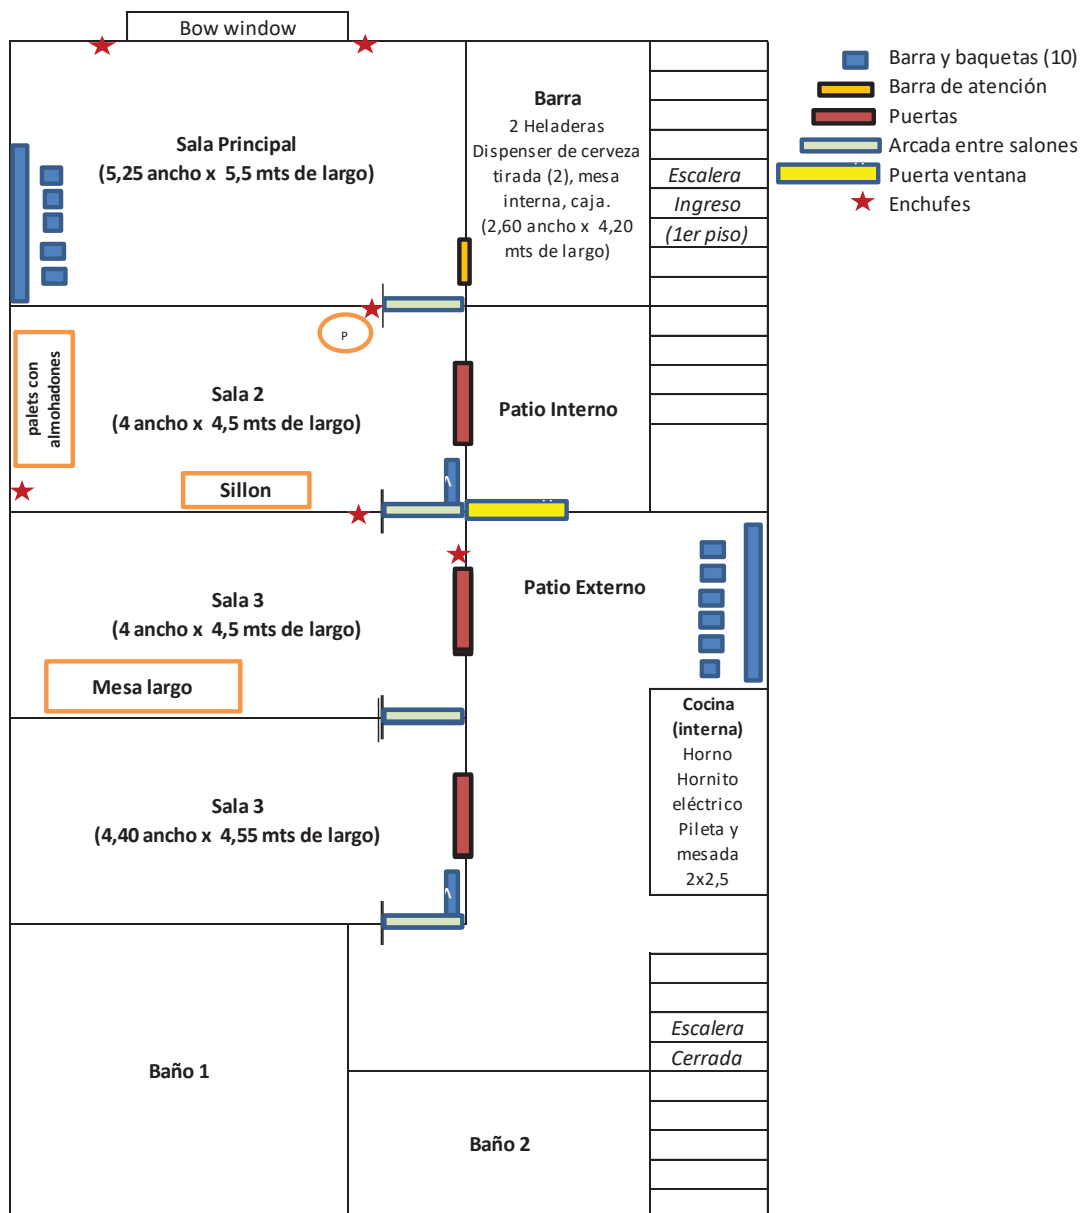 Bow window
Sala Principal
(5,25 ancho x 5,5 mts de largo)
Barra
2 Heladeras
Dispenser de cerveza
tirada (2), mesa
interna, caja.
(2,60 ancho x 4,20
mts de largo)
Escalera
Ingreso
(1er piso)
Barra y baquetas (10)
Barra de atención
Puertas
Arcada entre salones
Puerta ventana
Enchufes
P
palets con
almohadones
Sala 2
(4 ancho x 4,5 mts de largo)
Sillon
Patio Interno
Sala 3
(4 ancho x 4,5 mts de largo)
Mesa largo
Patio Externo
Cocina
(interna)
Horno
Hornito
eléctrico
Pileta y
mesada
2x2,5
Sala 3
(4,40 ancho x 4,55 mts de largo)
Escalera
Cerrada
Baño 1
Baño 2